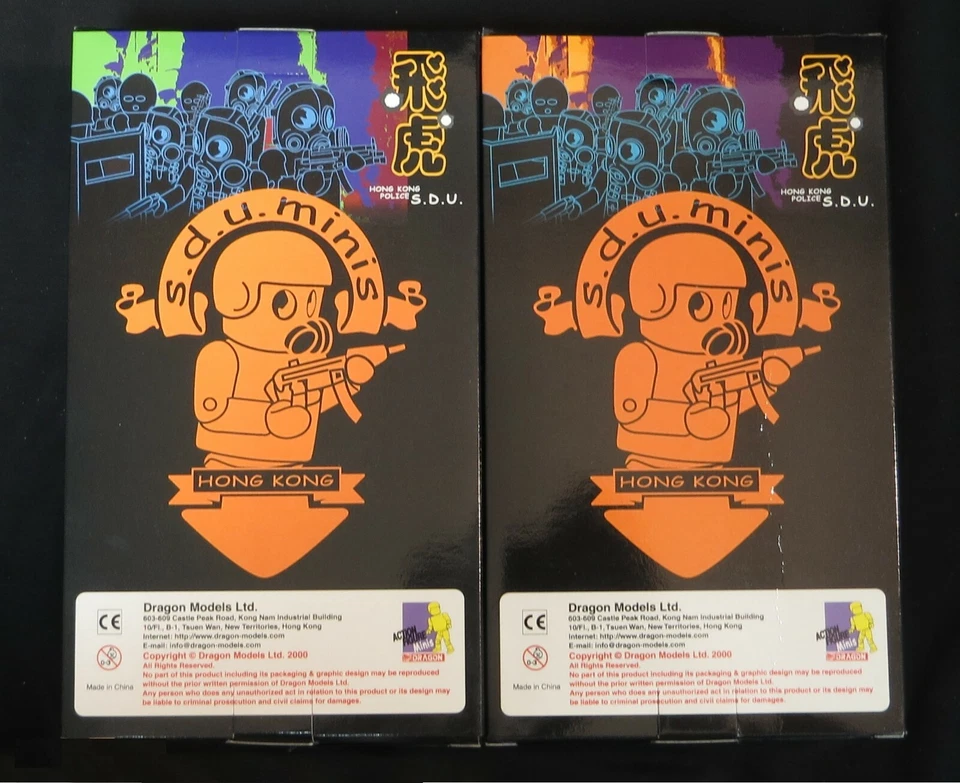 飛虎
HONG KONG
POLICE S.D.U.
s.d.u.minis
HONG KONG
CE
Dragon Models Ltd.
603-609 Castle Peak Road, Kong Nam Industrial Building
10/Fl., B-1, Tsuen Wan, New Territories, Hong Kong
Internet: http://www.dragon-models.com
E-mail: info@dragon-models.com
0-3
Copyright © Dragon Models Ltd. 2000
All Rights Reserved.
No part of this product including its packaging & graphic design may be reproduced
without the prior written permission of Dragon Models Ltd.
Any person who does any unauthorized act in relation to this product or its design may
be liable to criminal prosecution and civil claims for damages.
Made in China
ACTION FIGURE
Minis
DRAGON
飛虎
HONG KONG
POLICE S.D.U.
s.d.u.minis
HONG KONG
CE
Dragon Models Ltd.
603-609 Castle Peak Road, Kong Nam Industrial Building
10/Fl., B-1, Tsuen Wan, New Territories, Hong Kong
Internet: http://www.dragon-models.com
E-mail: info@dragon-models.com
0-3
Copyright © Dragon Models Ltd. 2000
All Rights Reserved.
No part of this product including its packaging & graphic design may be reproduced
without the prior written permission of Dragon Models Ltd.
Any person who does any unauthorized act in relation to this product or its design may
be liable to criminal prosecution and civil claims for damages.
Made in China
ACTION FIGURE
Minis
DRAGON